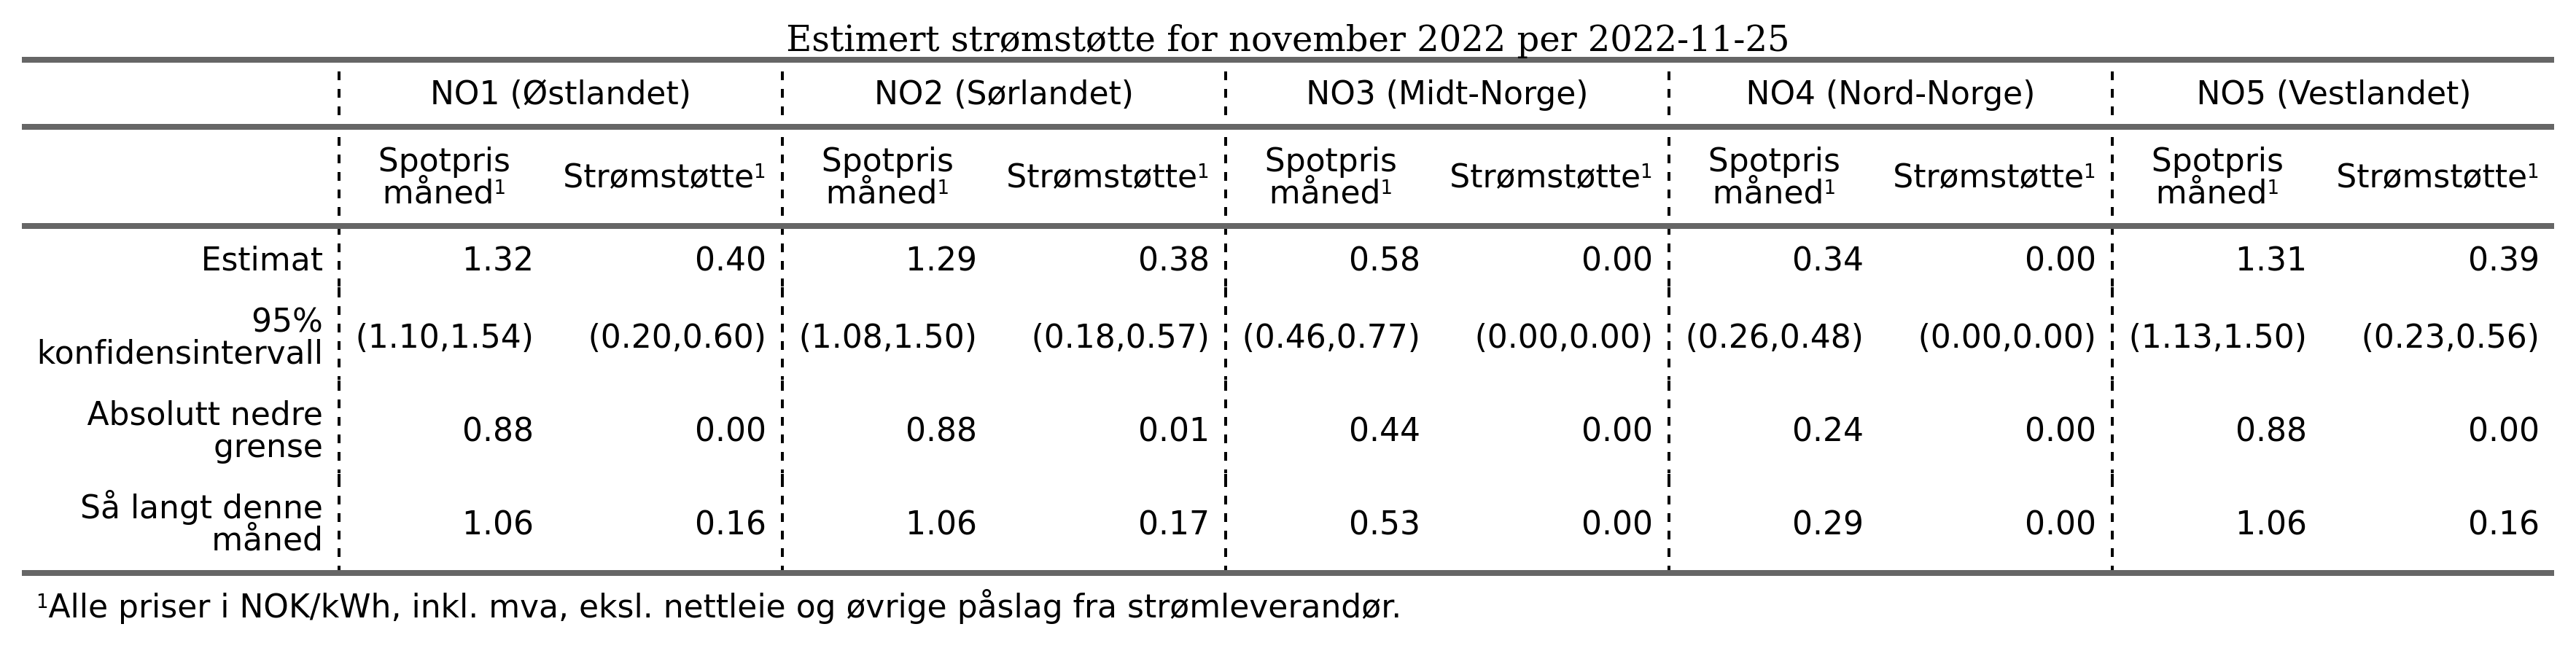 Estimert strømstøtte for november 2022 per 2022-11-25
NO1 (Østlandet) NO2 (Sørlandet) NO3 (Midt-Norge) NO4 (Nord-Norge) NO5 (Vestlandet)
Spotpris måned¹ Strømstøtte¹ Spotpris måned¹ Strømstøtte¹ Spotpris måned¹ Strømstøtte¹ Spotpris måned¹ Strømstøtte¹ Spotpris måned¹ Strømstøtte¹
Estimat 1.32 0.40 1.29 0.38 0.58 0.00 0.34 0.00 1.31 0.39
95% konfidensintervall (1.10,1.54) (0.20,0.60) (1.08,1.50) (0.18,0.57) (0.46,0.77) (0.00,0.00) (0.26,0.48) (0.00,0.00) (1.13,1.50) (0.23,0.56)
Absolutt nedre grense 0.88 0.00 0.88 0.01 0.44 0.00 0.24 0.00 0.88 0.00
Så langt denne måned 1.06 0.16 1.06 0.17 0.53 0.00 0.29 0.00 1.06 0.16
¹Alle priser i NOK/kWh, inkl. mva, eksl. nettleie og øvrige påslag fra strømleverandør.